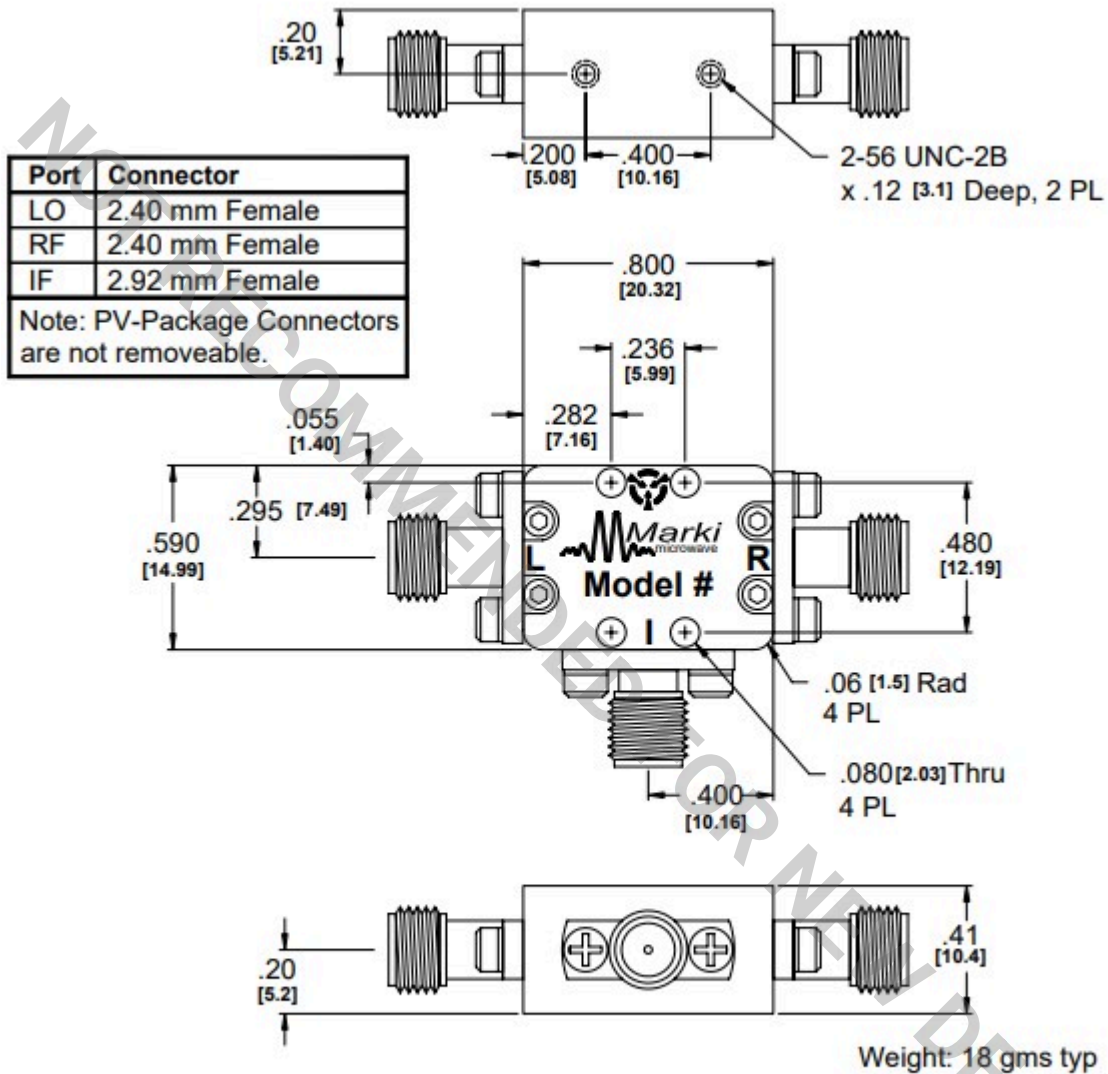 .20
[5.21]
.200
[5.08]
.400
[10.16]
2-56 UNC-2B
x .12 [3.1] Deep, 2 PL
Port Connector
LO 2.40 mm Female
RF 2.40 mm Female
IF 2.92 mm Female
Note: PV-Package Connectors
are not removeable.
.800
[20.32]
.236
[5.99]
.282
[7.16]
.055
[1.40]
.295 [7.49]
.590
[14.99]
.480
[12.19]
Marki
microwave
L R
Model #
I
.06 [1.5] Rad
4 PL
.080 [2.03] Thru
4 PL
.400
[10.16]
.20
[5.2]
.41
[10.4]
Weight: 18 gms typ
NOT RECOMMENDED FOR NEW DE